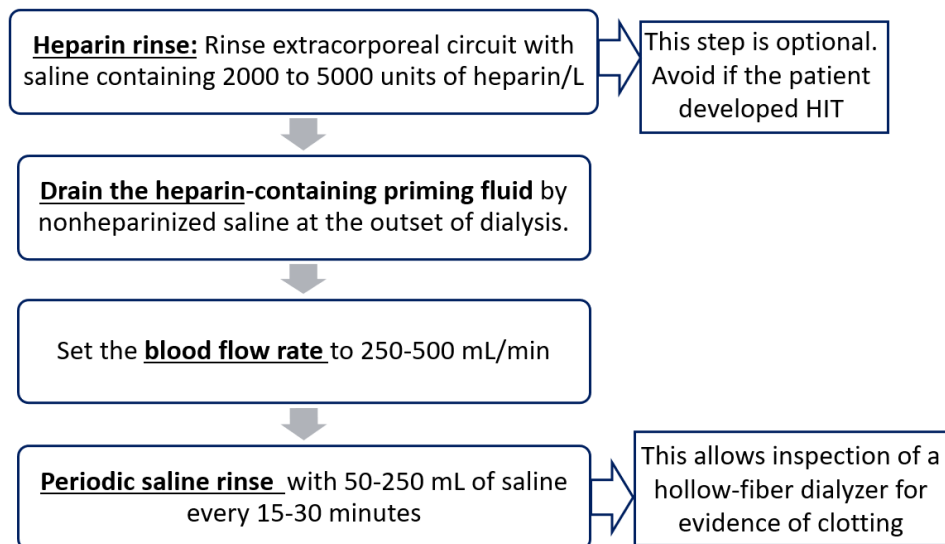 Heparin rinse: Rinse extracorporeal circuit with
saline containing 2000 to 5000 units of heparin/L
This step is optional.
Avoid if the patient
developed HIT
Drain the heparin-containing priming fluid by
nonheparinized saline at the outset of dialysis.
Set the blood flow rate to 250-500 mL/min
Periodic saline rinse with 50-250 mL of saline
every 15-30 minutes
This allows inspection of a
hollow-fiber dialyzer for
evidence of clotting